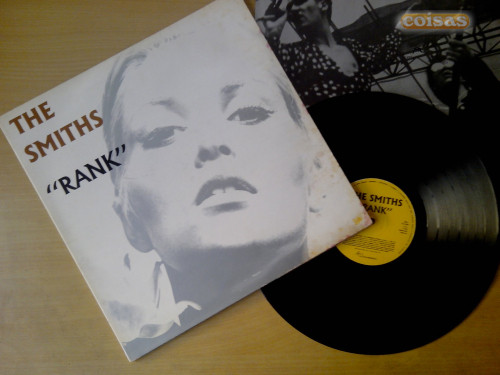 coisas
THE
SMITHS
"RANK"
THE SMITHS
"RANK"